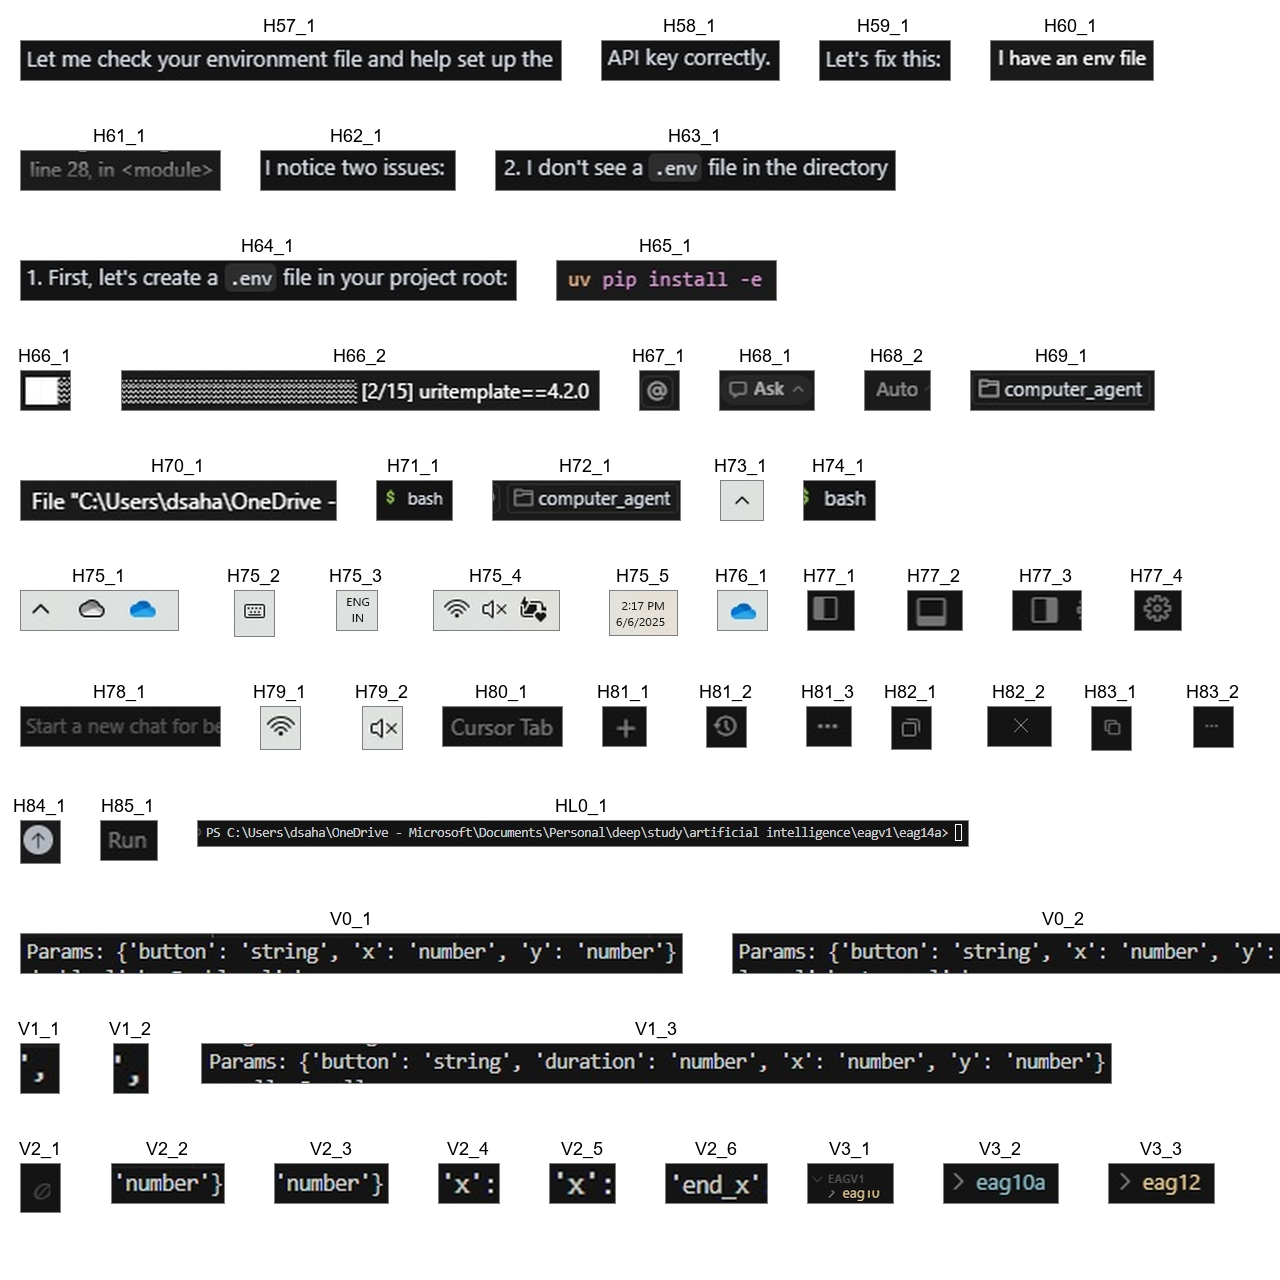 H57_1 H58_1 H59_1 H60_1
Let me check your environment file and help set up the API key correctly. Let's fix this: I have an env file
H61_1 H62_1 H63_1
line 28, in <module> I notice two issues: 2. I don't see a .env file in the directory
H64_1 H65_1
1. First, let's create a .env file in your project root: uv pip install -e
H66_1 H66_2 H67_1 H68_1 H68_2 H69_1
[2/15] uritemplate==4.2.0 @ Ask Auto computer_agent
H70_1 H71_1 H72_1 H73_1 H74_1
File "C:\Users\dsaha\OneDrive - $ bash computer_agent $ bash
H75_1 H75_2 H75_3 H75_4 H75_5 H76_1 H77_1 H77_2 H77_3 H77_4
ENG 2:17 PM
IN 6/6/2025
H78_1 H79_1 H79_2 H80_1 H81_1 H81_2 H81_3 H82_1 H82_2 H83_1 H83_2
Start a new chat for be Cursor Tab
H84_1 H85_1 HL0_1
Run PS C:\Users\dsaha\OneDrive - Microsoft\Documents\Personal\deep\study\artificial intelligence\eagv1\eag14a>
V0_1 V0_2
Params: {'button': 'string', 'x': 'number', 'y': 'number'} Params: {'button': 'string', 'x': 'number', 'y':
V1_1 V1_2 V1_3
', ', Params: {'button': 'string', 'duration': 'number', 'x': 'number', 'y': 'number'}
V2_1 V2_2 V2_3 V2_4 V2_5 V2_6 V3_1 V3_2 V3_3
'number'} 'number'} 'x': 'x': 'end_x' EAGV1 > eag10a > eag12
> eag10